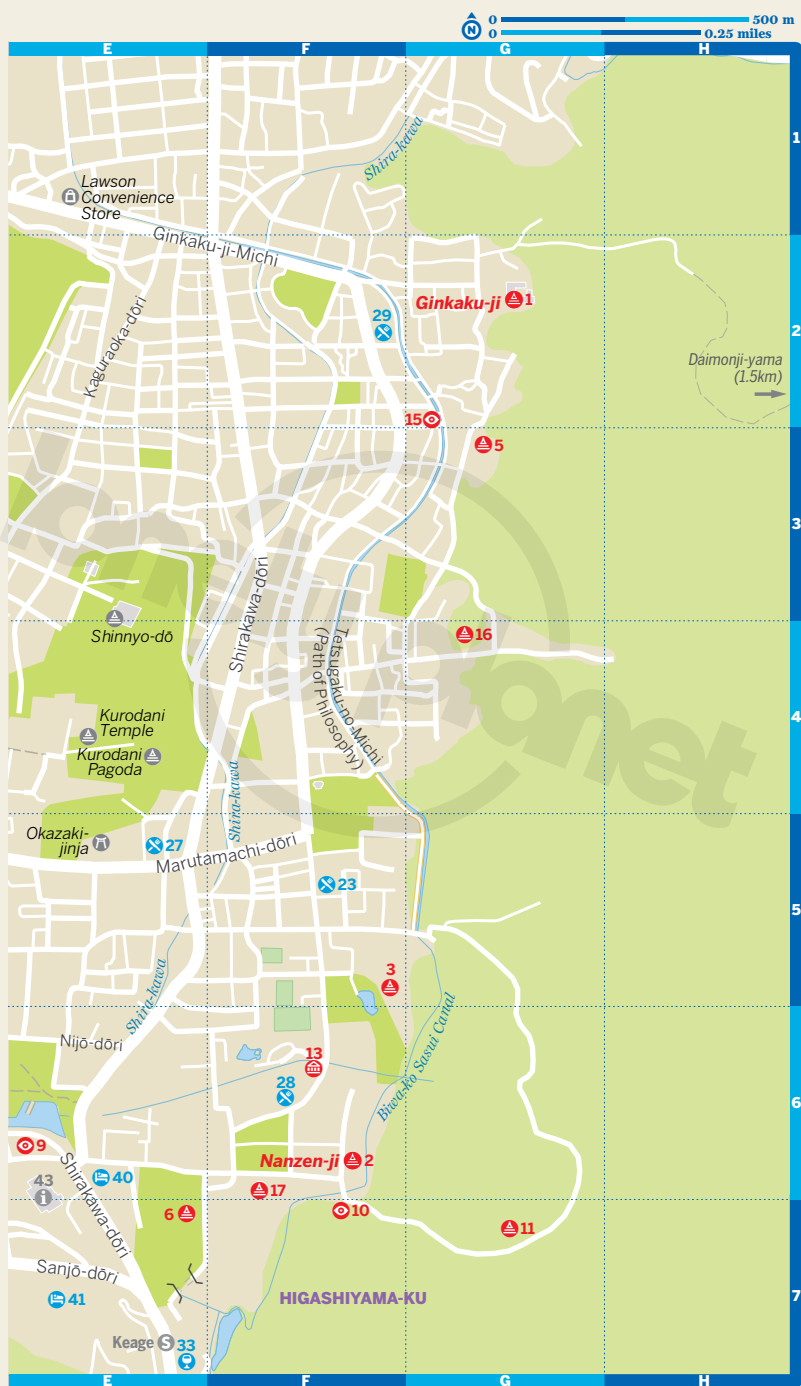 N
0
500 m
0
0.25 miles
E
F
G
H
1
Shira-kawa
Lawson
Convenience
Store
Ginkaku-ji-Michi
Kaguraoka-dōri
Ginkaku-ji
1
2
29
Daimonji-yama
(1.5km)
15
5
3
Shinnyo-dō
Shirakawa-dōri
Tetsugaku-no-Michi
(Path of Philosophy)
16
4
Kurodani
Temple
Kurodani
Pagoda
Shira-kawa
Okazaki-
jinja
27
Marutamachi-dōri
23
5
3
Shira-kawa
Biwa-ko Sasui Canal
Nijō-dōri
13
28
6
9
Nanzen-ji
2
43
40
17
Shirakawa-dōri
6
10
11
Sanjō-dōri
41
HIGASHIYAMA-KU
7
Keage
S
33
E
F
G
H
lonely planet